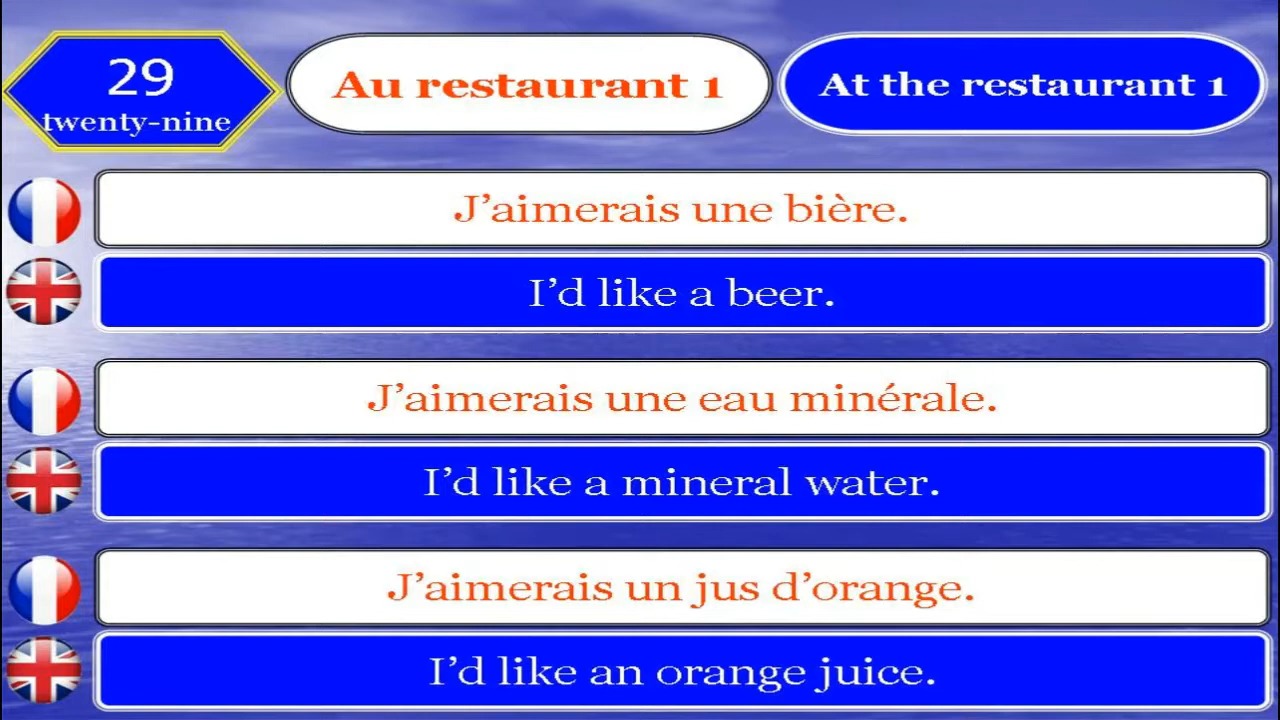 29
twenty-nine
Au restaurant 1
At the restaurant 1
J’aimerais une bière.
I’d like a beer.
J’aimerais une eau minérale.
I’d like a mineral water.
J’aimerais un jus d’orange.
I’d like an orange juice.